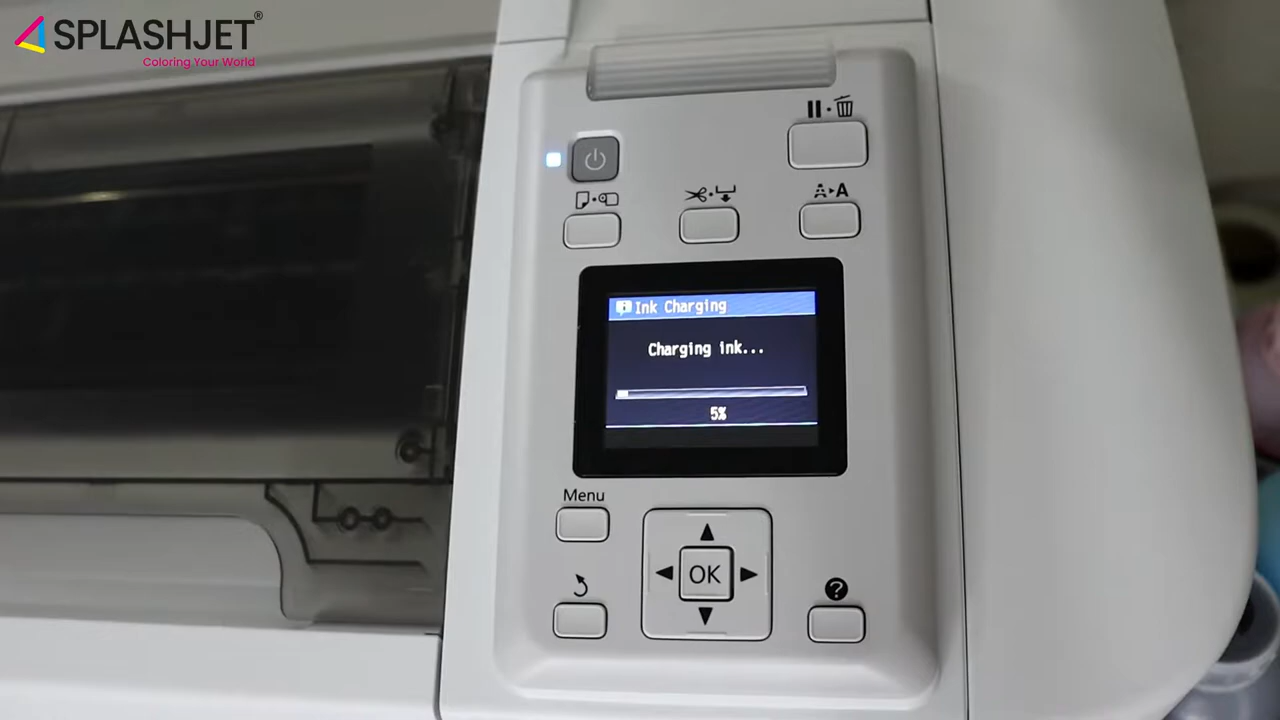 SPLASHJET®
Coloring Your World
A
Ink Charging
Charging ink...
5%
Menu
OK
?